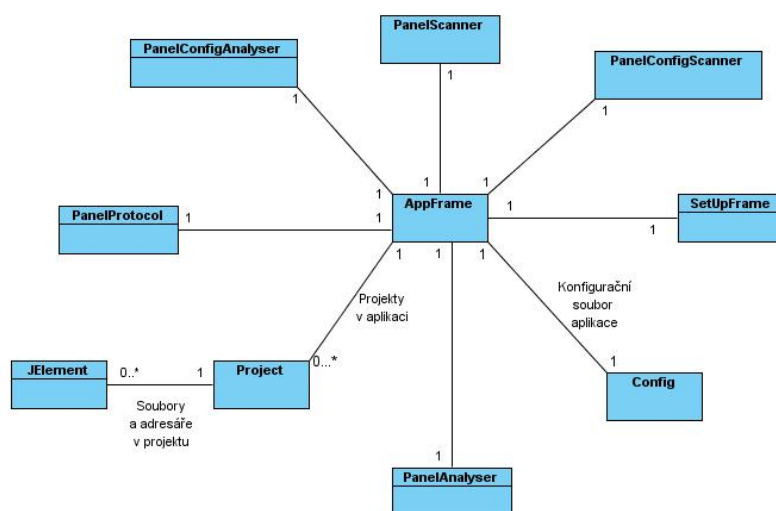 PanelScanner
PanelConfigAnalyser
PanelConfigScanner
1
1
1
1
1
1
AppFrame
PanelProtocol
1
1
1
SetUpFrame
1
1
1
1
Projekty
v aplikaci
Konfigurační
soubor
aplikace
0...*
1
JElement
0..*
1
Project
Config
Soubory
a adresáře
v projektu
1
PanelAnalyser